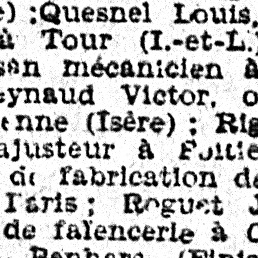 ) ;Quesnel Louis,
à Tour (I.-et-L.)
san mécanicien à
eynaud Victor, o
enne (Isère) ; Rig
ajusteur à Poitie
de fabrication de
Paris ; Roguet J
de faïencerie à C